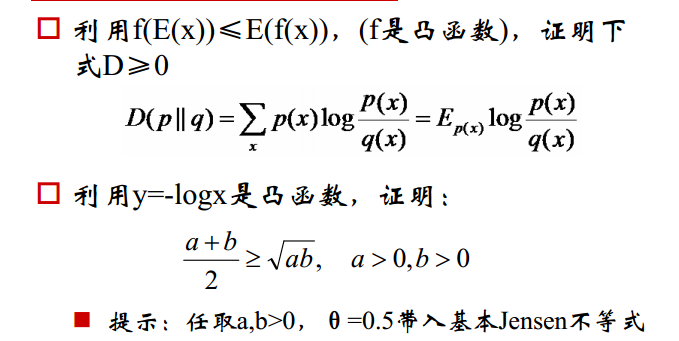 利用f(E(x))≤E(f(x)),(f是凸函数),证明下
式D≥0
D(p‖q)=∑ₓ p(x)log p(x)/q(x) = E_p(x) log p(x)/q(x)
利用y=-logx是凸函数,证明:
(a+b)/2 ≥ √ab, a>0,b>0
提示:任取a,b>0, θ=0.5带入基本Jensen不等式